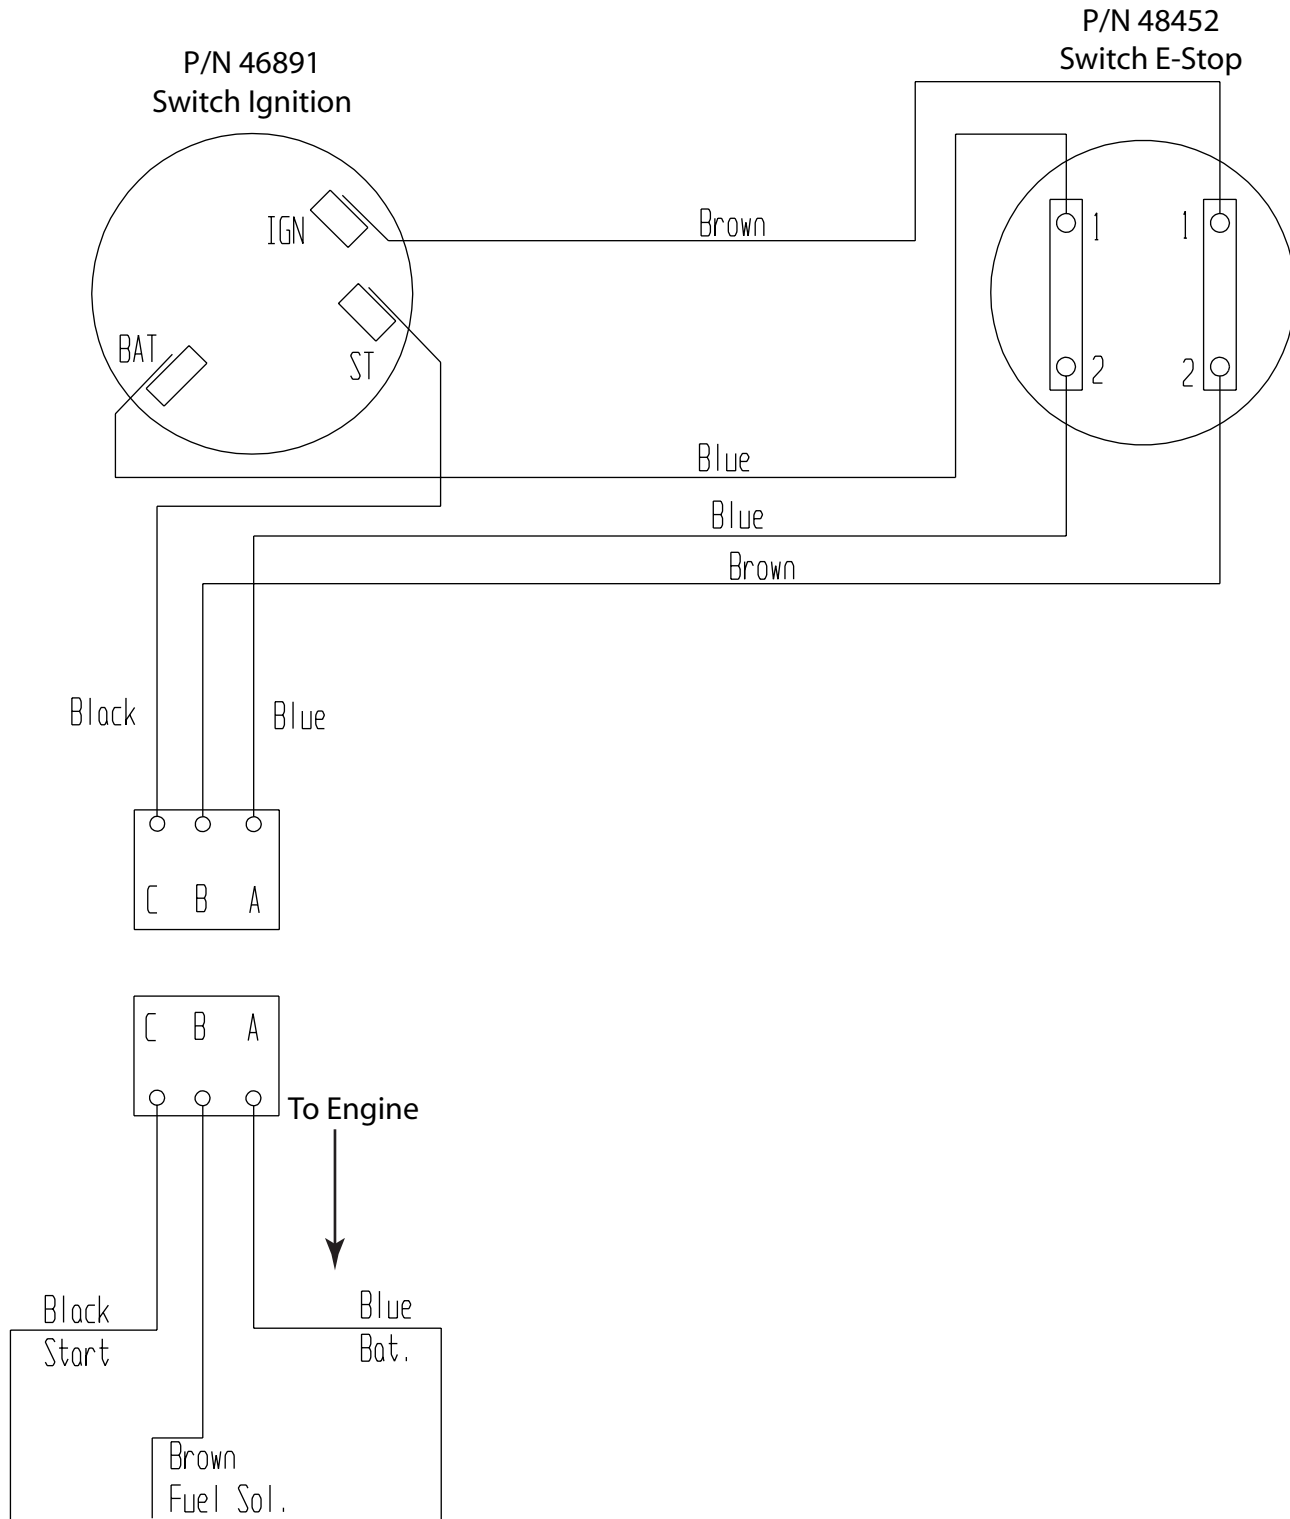 P/N 46891
Switch Ignition
P/N 48452
Switch E-Stop
IGN
Brown
1
1
BAT
ST
2
2
Blue
Blue
Brown
Black
Blue
C B A
C B A
To Engine
Black
Start
Blue
Bat.
Brown
Fuel Sol.